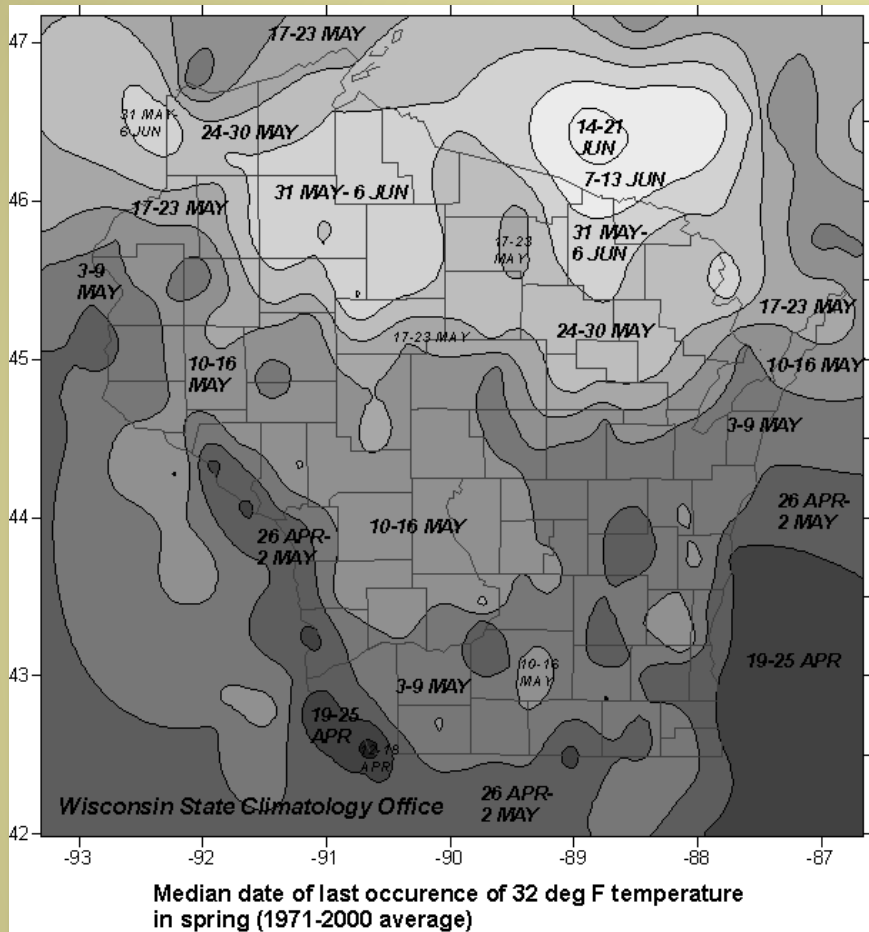 47
17-23 MAY
31 MAY-
6 JUN
24-30 MAY
14-21
JUN
7-13 JUN
46
31 MAY- 6 JUN
17-23 MAY
17-23
MAY
31 MAY-
6 JUN
3-9
MAY
17-23 MAY
24-30 MAY
17-23 MAY
45
10-16
MAY
10-16 MAY
3-9 MAY
44
10-16 MAY
26 APR-
2 MAY
26 APR-
2 MAY
43
10-16
MAY
19-25 APR
3-9 MAY
19-25
APR
12-18
APR
Wisconsin State Climatology Office
26 APR-
2 MAY
42
-93 -92 -91 -90 -89 -88 -87
Median date of last occurence of 32 deg F temperature
in spring (1971-2000 average)